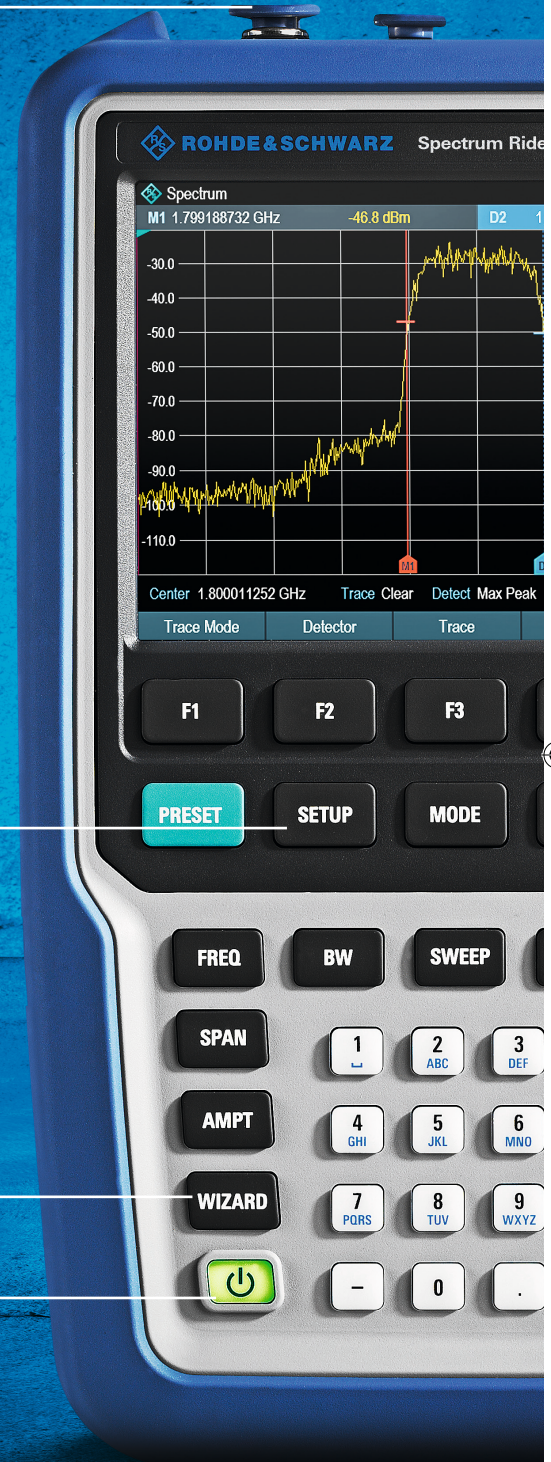 R&S ROHDE&SCHWARZ Spectrum Ride
Spectrum
M1 1.799188732 GHz -46.8 dBm D2 1
-30.0
-40.0
-50.0
-60.0
-70.0
-80.0
-90.0
-100.0
-110.0
M1 D
Center 1.800011252 GHz Trace Clear Detect Max Peak
Trace Mode Detector Trace
F1 F2 F3
PRESET SETUP MODE
FREQ BW SWEEP
SPAN
1 2 3
ABC DEF
AMPT
4 5 6
GHI JKL MNO
WIZARD
7 8 9
PQRS TUV WXYZ
- 0 .